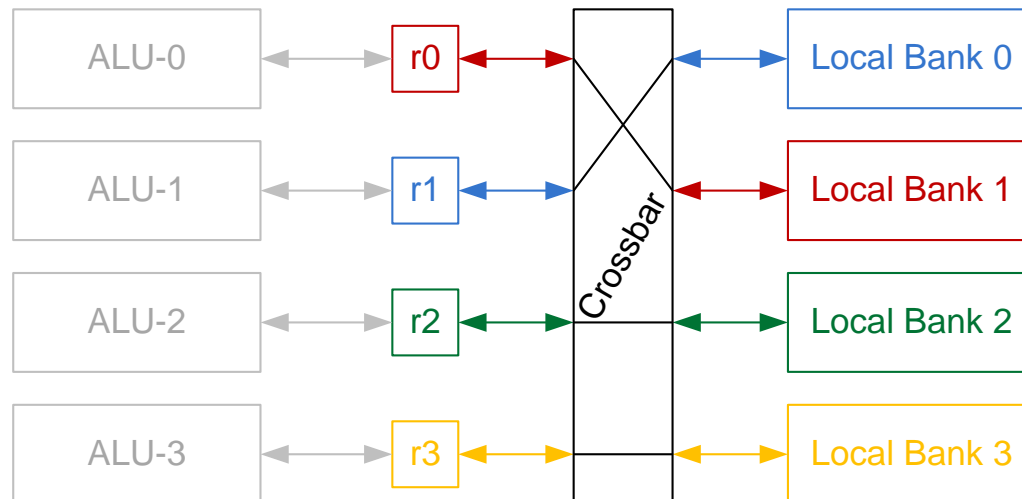 ALU-0
r0
Local Bank 0
ALU-1
r1
Local Bank 1
Crossbar
ALU-2
r2
Local Bank 2
ALU-3
r3
Local Bank 3